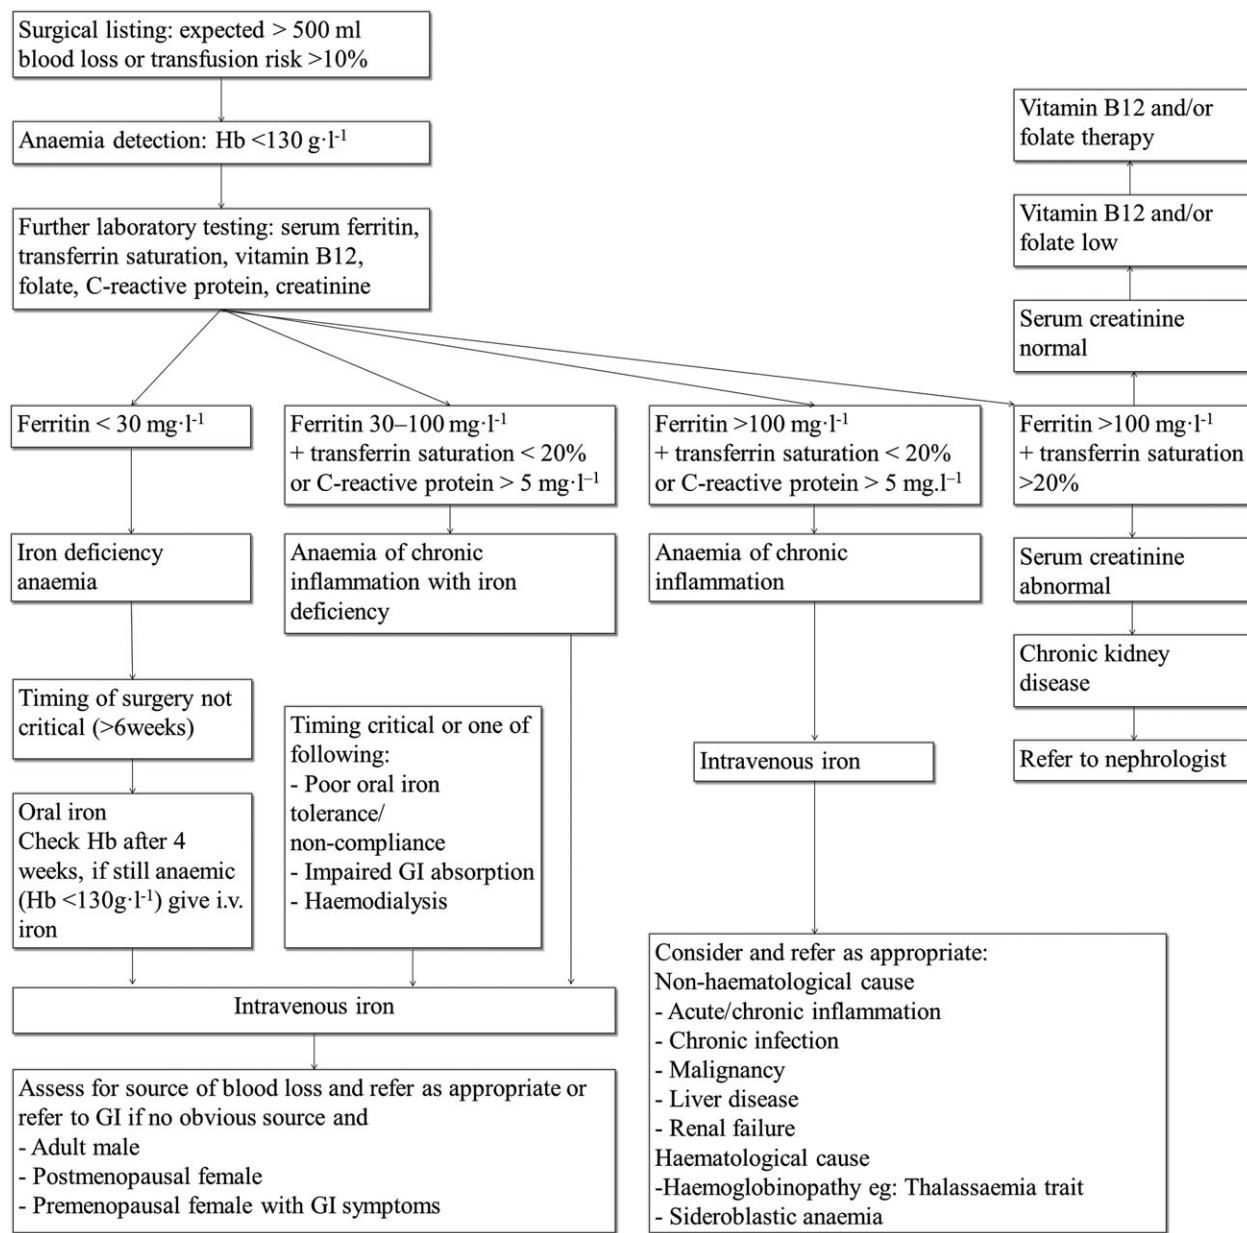 Surgical listing: expected > 500 ml
blood loss or transfusion risk >10%
Anaemia detection: Hb <130 g·l⁻¹
Further laboratory testing: serum ferritin,
transferrin saturation, vitamin B12,
folate, C-reactive protein, creatinine
Vitamin B12 and/or
folate therapy
Vitamin B12 and/or
folate low
Serum creatinine
normal
Ferritin < 30 mg·l⁻¹
Ferritin 30–100 mg·l⁻¹
+ transferrin saturation < 20%
or C-reactive protein > 5 mg·l⁻¹
Ferritin >100 mg·l⁻¹
+ transferrin saturation < 20%
or C-reactive protein > 5 mg.l⁻¹
Ferritin >100 mg·l⁻¹
+ transferrin saturation
>20%
Iron deficiency
anaemia
Anaemia of chronic
inflammation with iron
deficiency
Anaemia of chronic
inflammation
Serum creatinine
abnormal
Chronic kidney
disease
Refer to nephrologist
Timing of surgery not
critical (>6weeks)
Timing critical or one of
following:
- Poor oral iron
tolerance/
non-compliance
- Impaired GI absorption
- Haemodialysis
Intravenous iron
Oral iron
Check Hb after 4
weeks, if still anaemic
(Hb <130g·l⁻¹) give i.v.
iron
Intravenous iron
Assess for source of blood loss and refer as appropriate or
refer to GI if no obvious source and
- Adult male
- Postmenopausal female
- Premenopausal female with GI symptoms
Consider and refer as appropriate:
Non-haematological cause
- Acute/chronic inflammation
- Chronic infection
- Malignancy
- Liver disease
- Renal failure
Haematological cause
-Haemoglobinopathy eg: Thalassaemia trait
- Sideroblastic anaemia